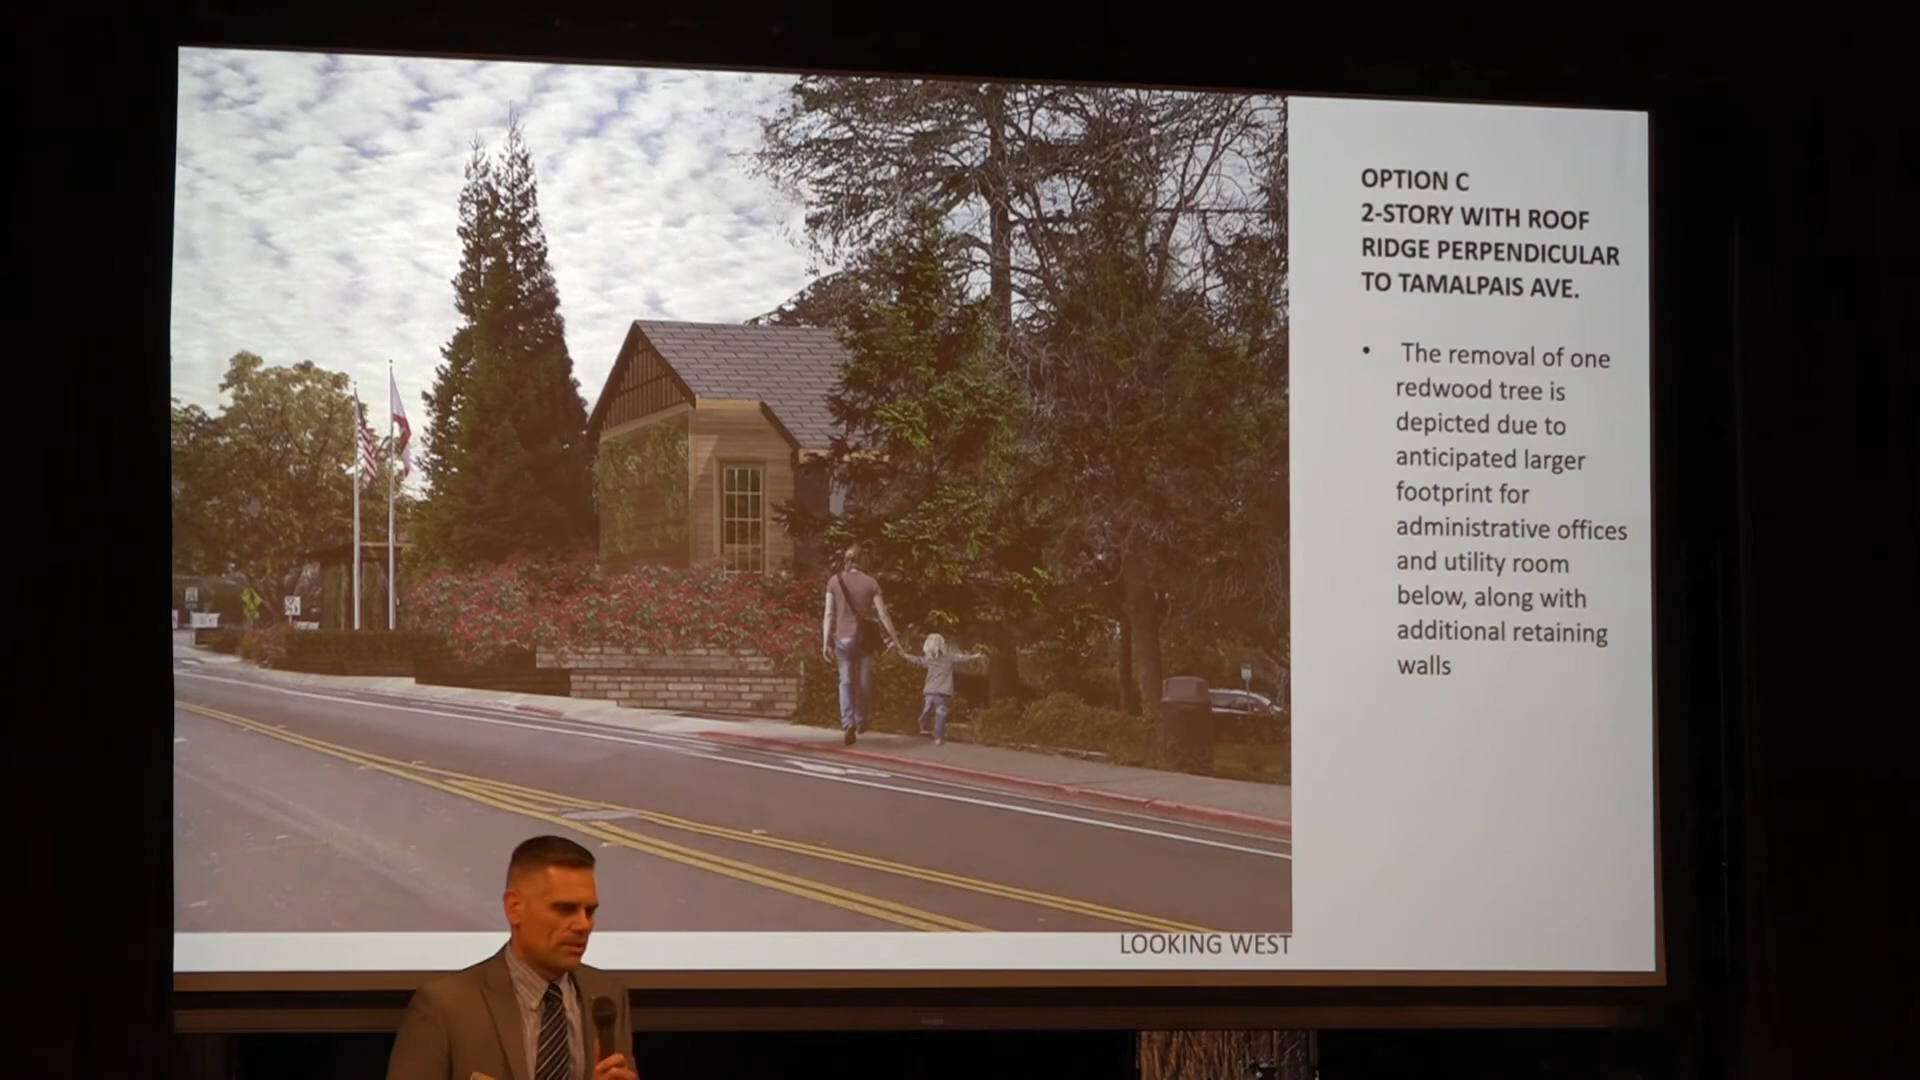 OPTION C
2-STORY WITH ROOF
RIDGE PERPENDICULAR
TO TAMALPAIS AVE.
• The removal of one
redwood tree is
depicted due to
anticipated larger
footprint for
administrative offices
and utility room
below, along with
additional retaining
walls
LOOKING WEST